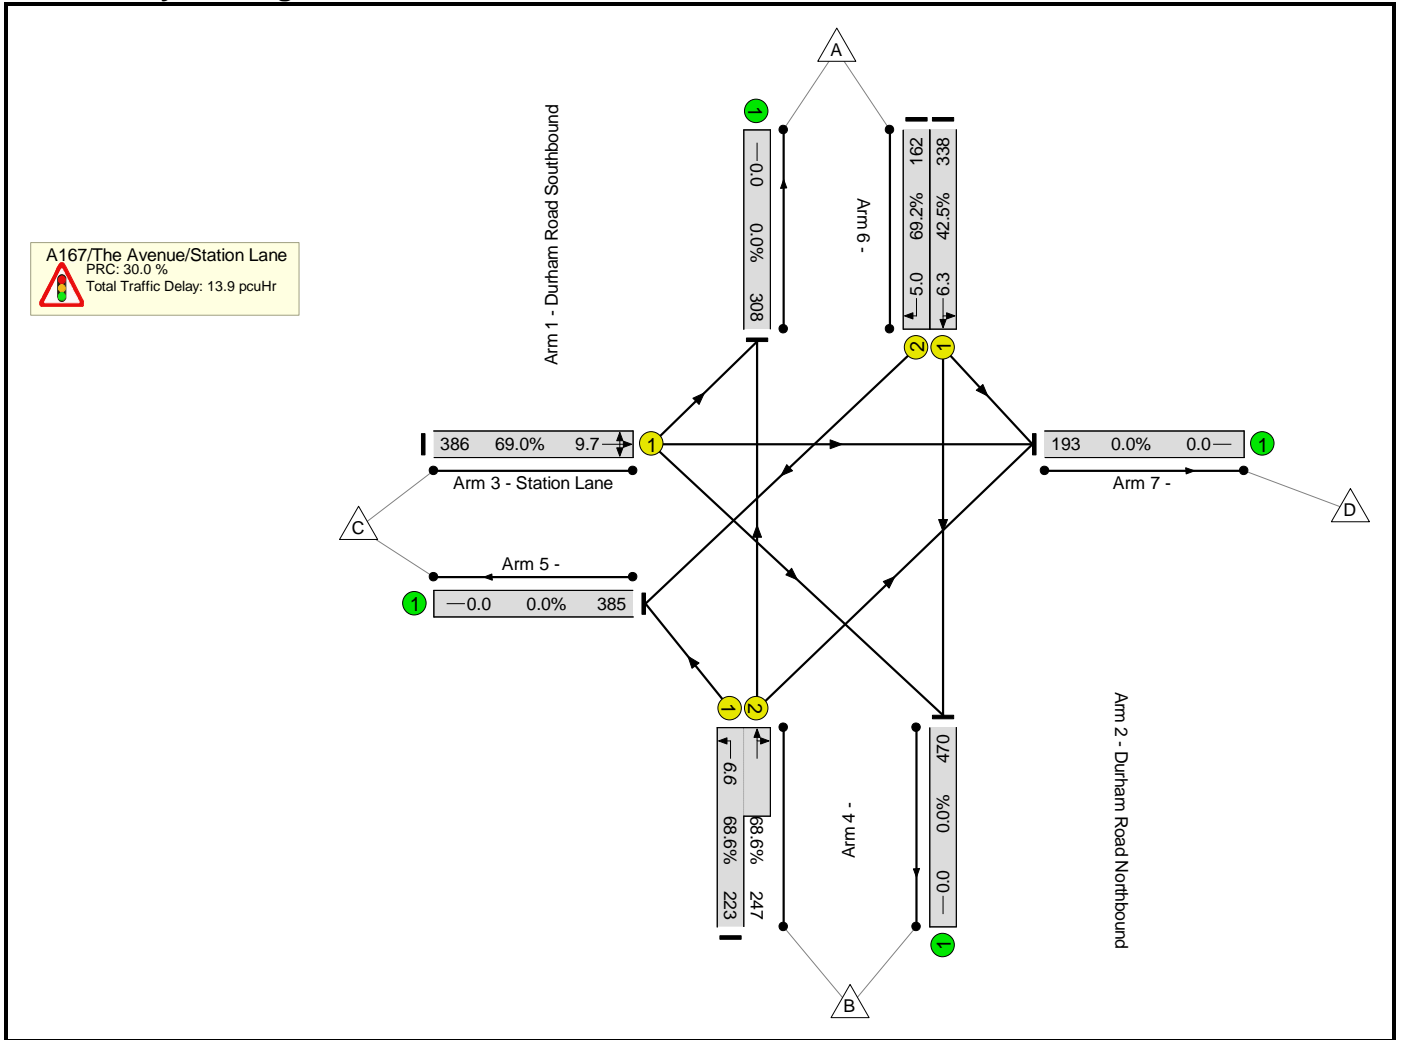 A
1
—0.0 0.0% 308
Arm 6 -
5.0 69.2% 162
6.3 42.5% 338
Arm 1 - Durham Road Southbound
A167/The Avenue/Station Lane
PRC: 30.0 %
Total Traffic Delay: 13.9 pcuHr
2
1
386 69.0% 9.7
1
193 0.0% 0.0
1
Arm 3 - Station Lane
Arm 7 -
C
D
Arm 5 -
1
0.0 0.0% 385
1
2
6.6 68.6% 223
68.6% 247
Arm 4 -
470 0.0% 0.0
Arm 2 - Durham Road Northbound
1
B